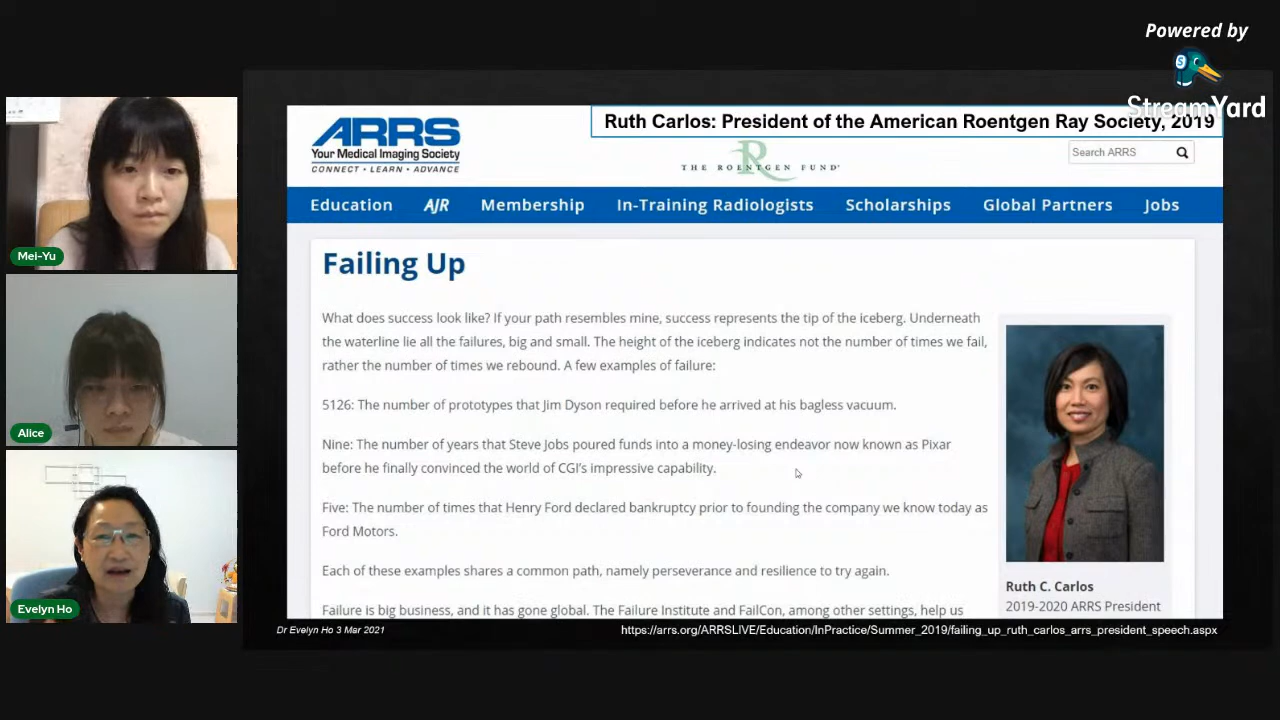 Powered by
StreamYard
Mei-Yu
Alice
Evelyn Ho
ARRS
Your Medical Imaging Society
CONNECT • LEARN • ADVANCE
Ruth Carlos: President of the American Roentgen Ray Society, 2019
R
THE ROENTGEN FUND
Search ARRS
Education AJR Membership In-Training Radiologists Scholarships Global Partners Jobs
Failing Up
What does success look like? If your path resembles mine, success represents the tip of the iceberg. Underneath
the waterline lie all the failures, big and small. The height of the iceberg indicates not the number of times we fail,
rather the number of times we rebound. A few examples of failure:
5126: The number of prototypes that Jim Dyson required before he arrived at his bagless vacuum.
Nine: The number of years that Steve Jobs poured funds into a money-losing endeavor now known as Pixar
before he finally convinced the world of CGI's impressive capability.
Five: The number of times that Henry Ford declared bankruptcy prior to founding the company we know today as
Ford Motors.
Each of these examples shares a common path, namely perseverance and resilience to try again.
Failure is big business, and it has gone global. The Failure Institute and FailCon, among other settings, help us
Ruth C. Carlos
2019-2020 ARRS President
Dr Evelyn Ho 3 Mar 2021
https://arrs.org/ARRSLIVE/Education/InPractice/Summer_2019/failing_up_ruth_carlos_arrs_president_speech.aspx